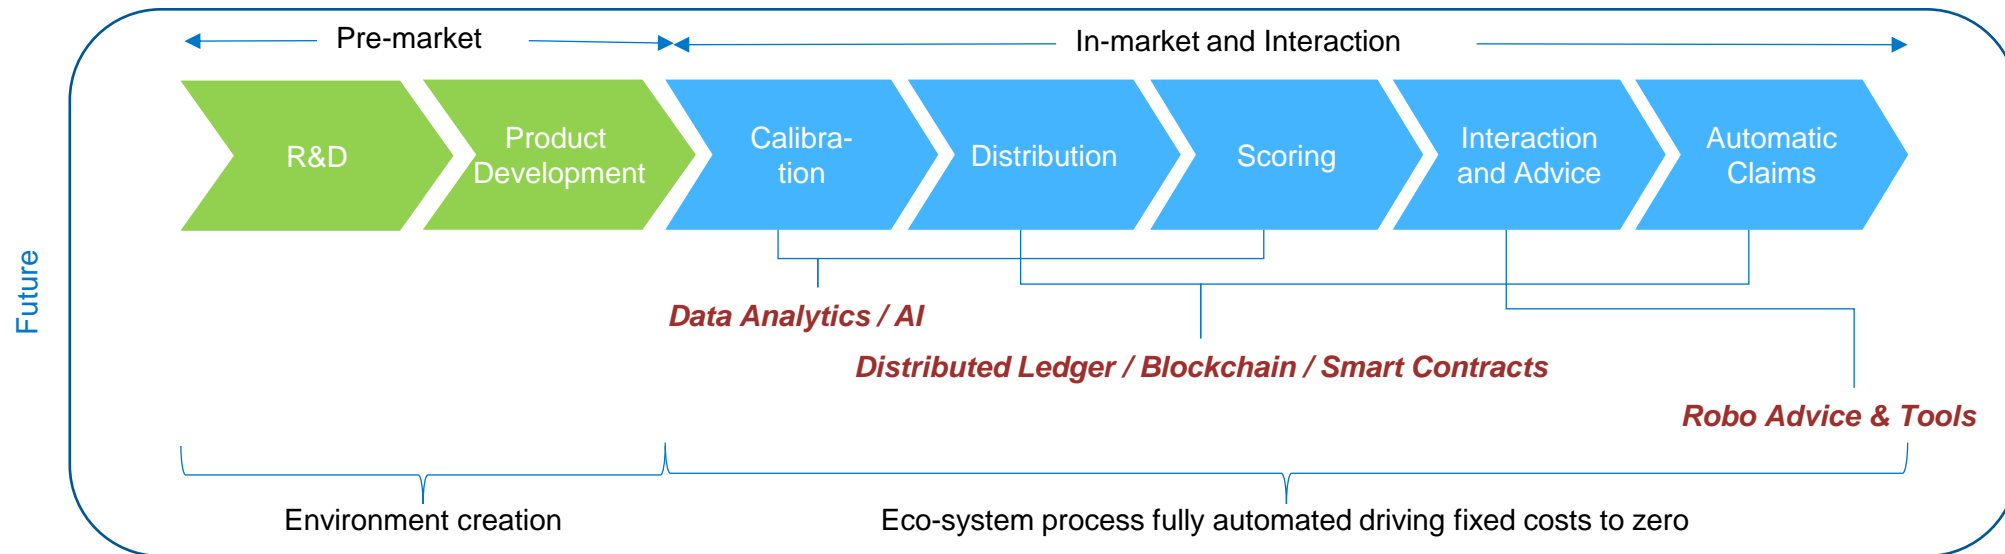 Pre-market
In-market and Interaction
R&D
Product
Development
Calibra-
tion
Distribution
Scoring
Interaction
and Advice
Automatic
Claims
Future
Data Analytics / AI
Distributed Ledger / Blockchain / Smart Contracts
Robo Advice & Tools
Environment creation
Eco-system process fully automated driving fixed costs to zero